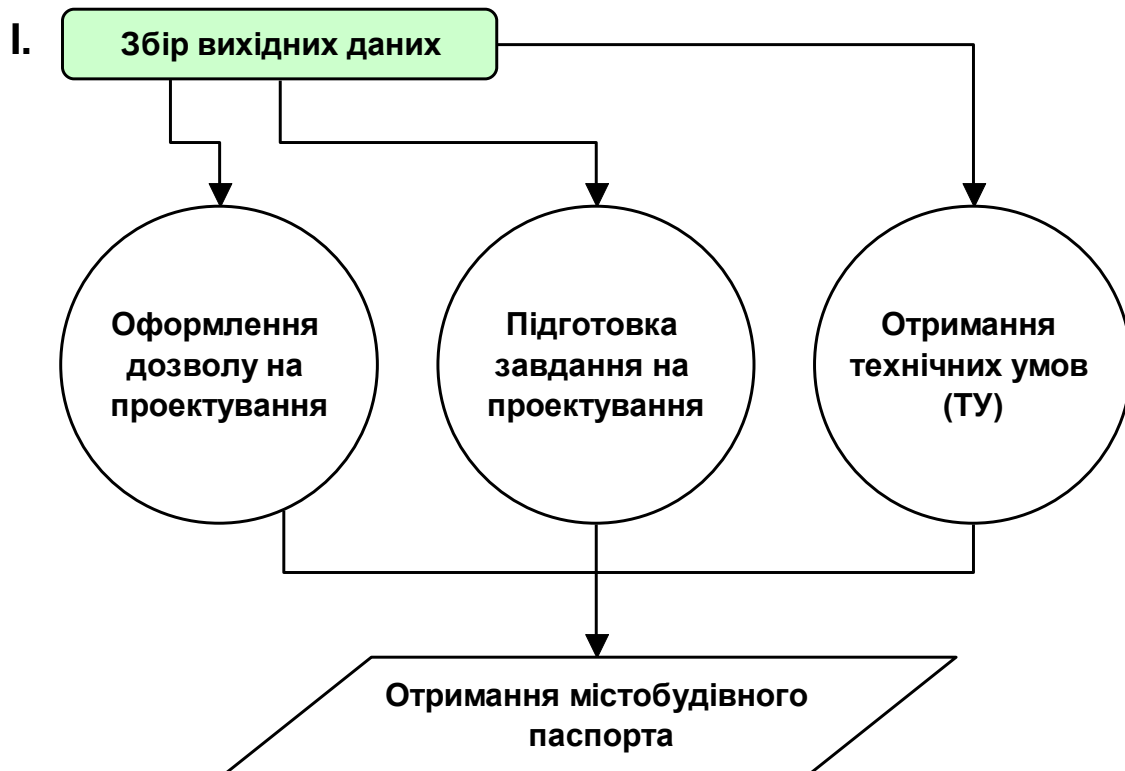 І.
Збір вихідних даних
Оформлення
дозволу на
проектування
Підготовка
завдання на
проектування
Отримання
технічних умов
(ТУ)
Отримання містобудівного
паспорта